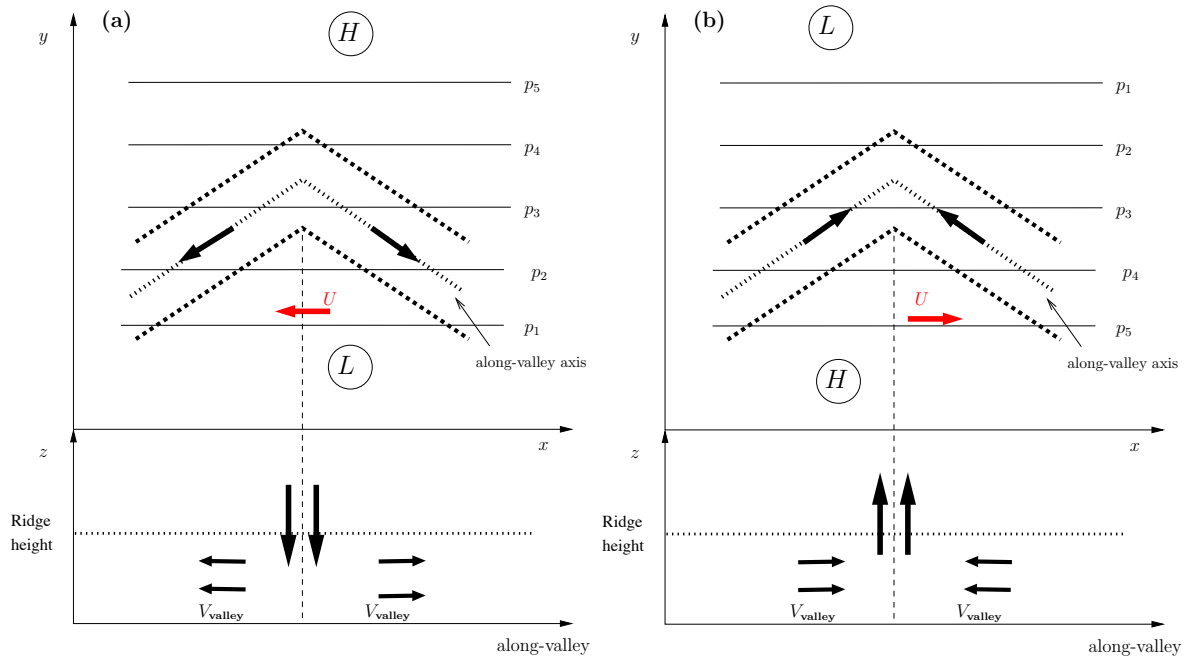 (a)
y
H
p5
p4
p3
p2
U
p1
L
along-valley axis
x
z
Ridge
height
Vvalley
Vvalley
along-valley
(b)
y
L
p1
p2
p3
p4
U
p5
along-valley axis
H
x
z
Ridge
height
Vvalley
Vvalley
along-valley